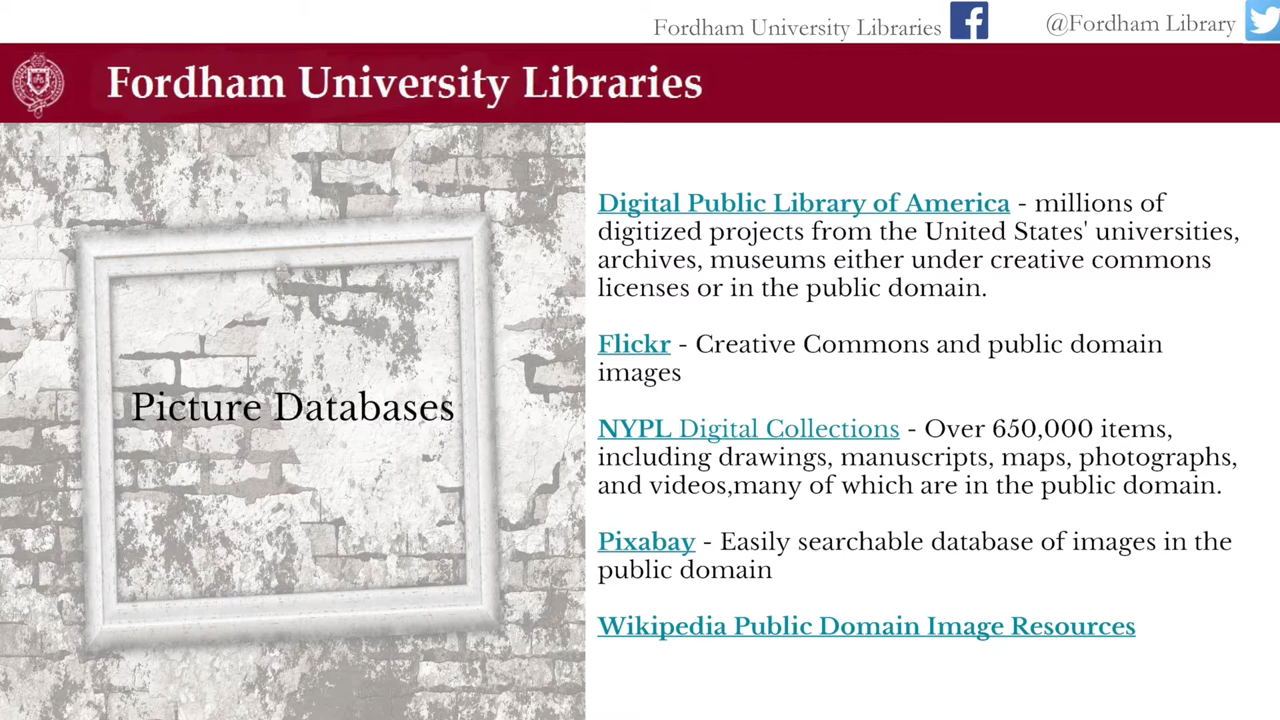 Fordham University Libraries
@Fordham Library
Fordham University Libraries
Picture Databases
Digital Public Library of America - millions of
digitized projects from the United States' universities,
archives, museums either under creative commons
licenses or in the public domain.
Flickr - Creative Commons and public domain
images
NYPL Digital Collections - Over 650,000 items,
including drawings, manuscripts, maps, photographs,
and videos,many of which are in the public domain.
Pixabay - Easily searchable database of images in the
public domain
Wikipedia Public Domain Image Resources